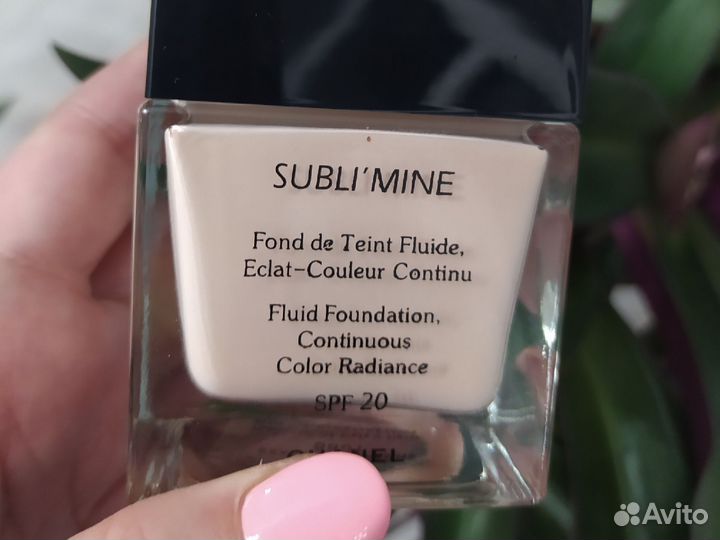 SUBLI'MINE
Fond de Teint Fluide,
Eclat-Couleur Continu
Fluid Foundation,
Continuous
Color Radiance
SPF 20
Avito